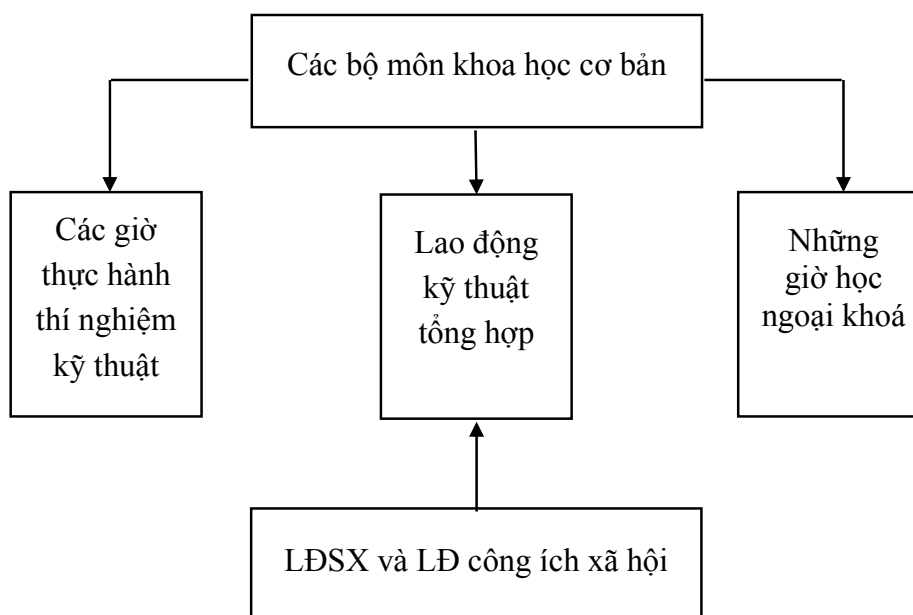 Các bộ môn khoa học cơ bản
Các giờ
thực hành
thí nghiệm
kỹ thuật
Lao động
kỹ thuật
tổng hợp
Những
giờ học
ngoại khoá
LĐSX và LĐ công ích xã hội